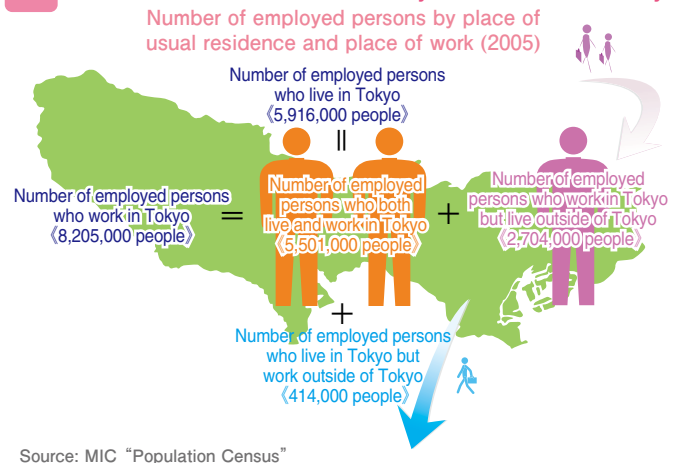 Number of employed persons by place of
usual residence and place of work (2005)
Number of employed persons
who live in Tokyo
《5,916,000 people》
=
Number of employed persons
who work in Tokyo
《8,205,000 people》
=
Number of employed
persons who both
live and work in Tokyo
《5,501,000 people》
+
Number of employed
persons who work in Tokyo
but live outside of Tokyo
《2,704,000 people》
+
Number of employed persons
who live in Tokyo but
work outside of Tokyo
《414,000 people》
Source: MIC “Population Census”